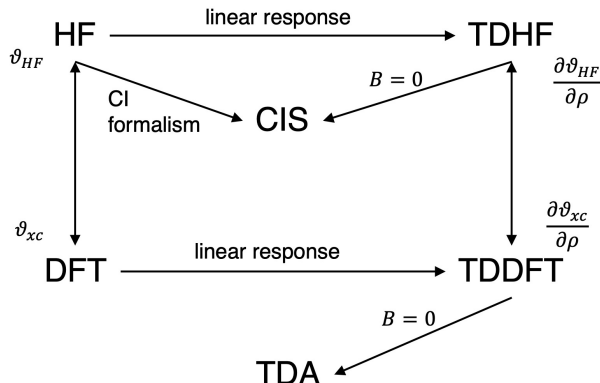 linear response
HF
TDHF
ϑ_HF
∂ϑ_HF
∂ρ
B = 0
CI
formalism
CIS
ϑ_xc
∂ϑ_xc
∂ρ
linear response
DFT
TDDFT
B = 0
TDA